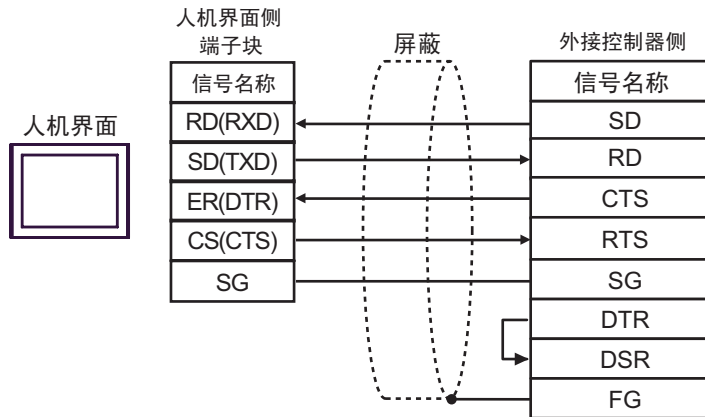 人机界面侧
端子块
屏蔽
外接控制器侧
人机界面
信号名称
RD(RXD)
SD(TXD)
ER(DTR)
CS(CTS)
SG
信号名称
SD
RD
CTS
RTS
SG
DTR
DSR
FG